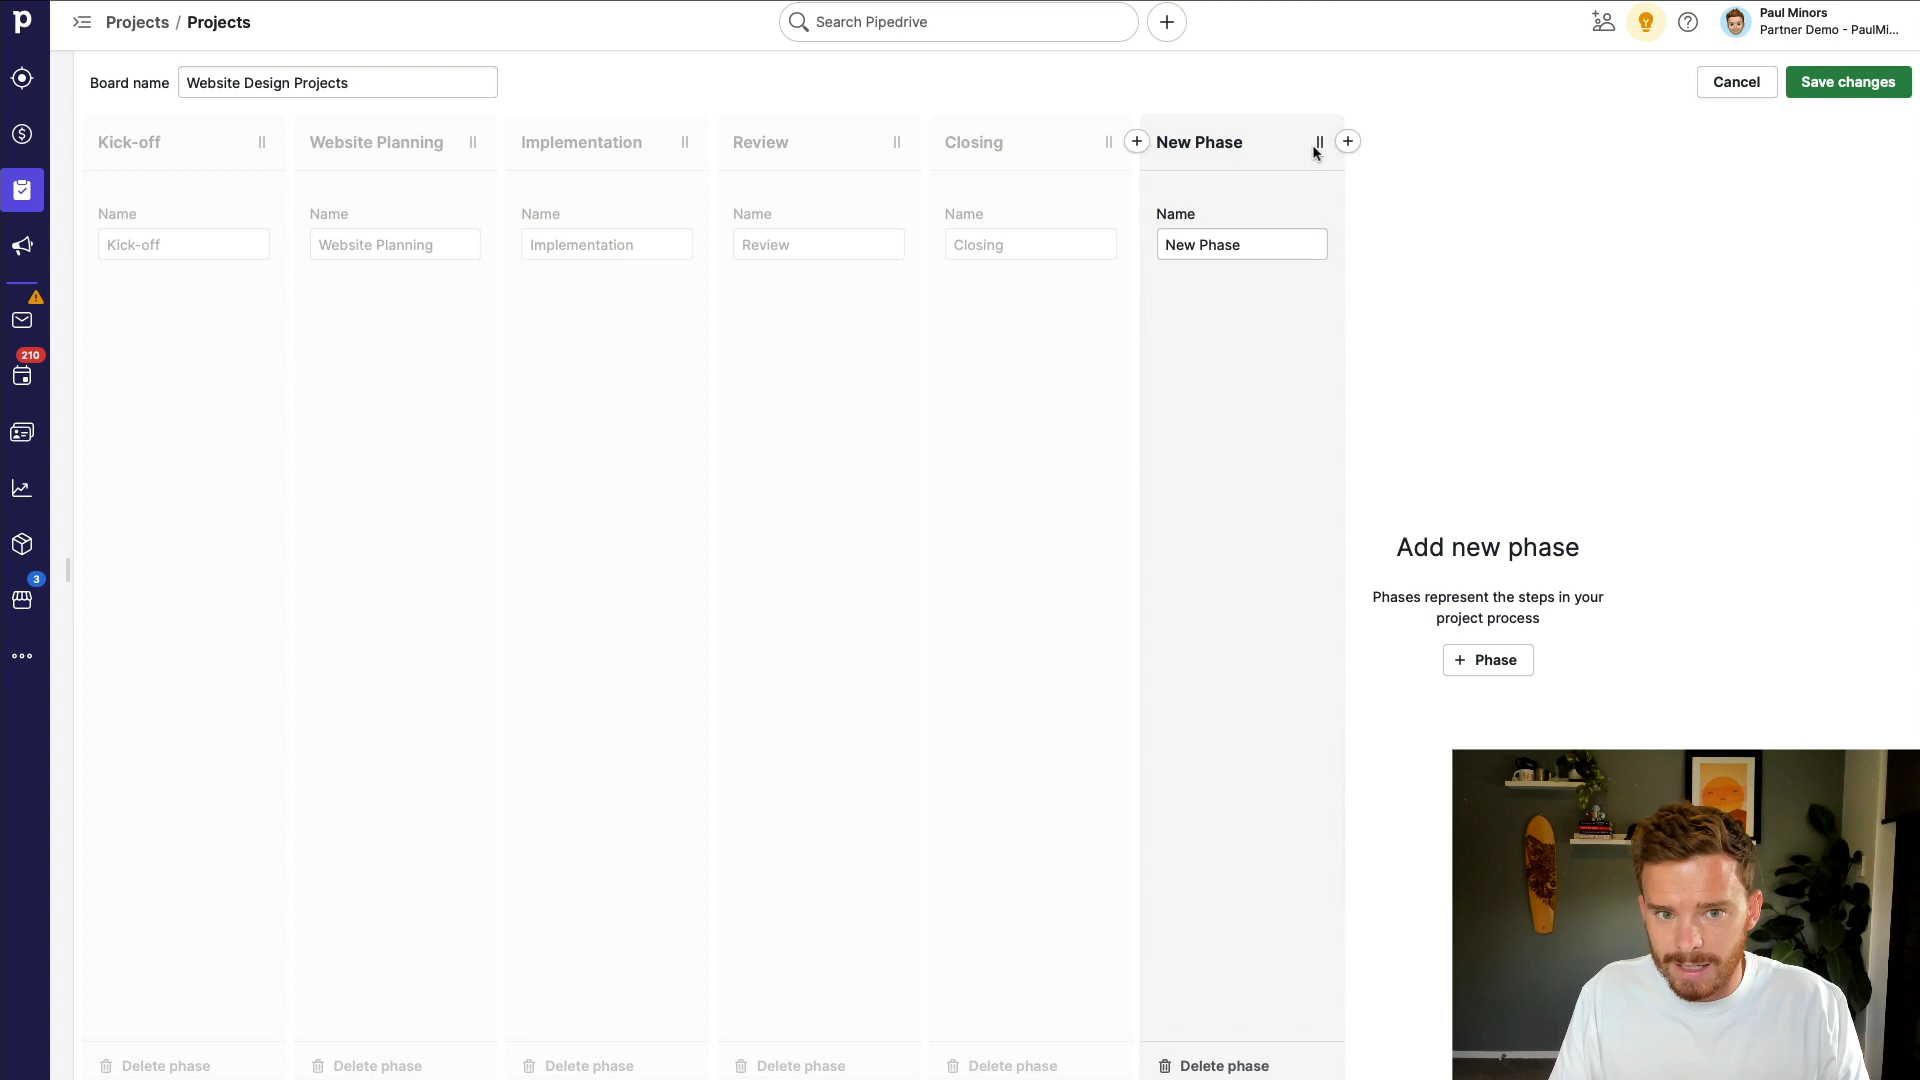 Projects / Projects
Search Pipedrive
Paul Minors
Partner Demo - PaulMi...
Board name
Website Design Projects
Cancel
Save changes
Kick-off
Website Planning
Implementation
Review
Closing
New Phase
Name
Name
Name
Name
Name
Name
Kick-off
Website Planning
Implementation
Review
Closing
New Phase
210
3
Add new phase
Phases represent the steps in your
project process
+ Phase
Delete phase
Delete phase
Delete phase
Delete phase
Delete phase
Delete phase